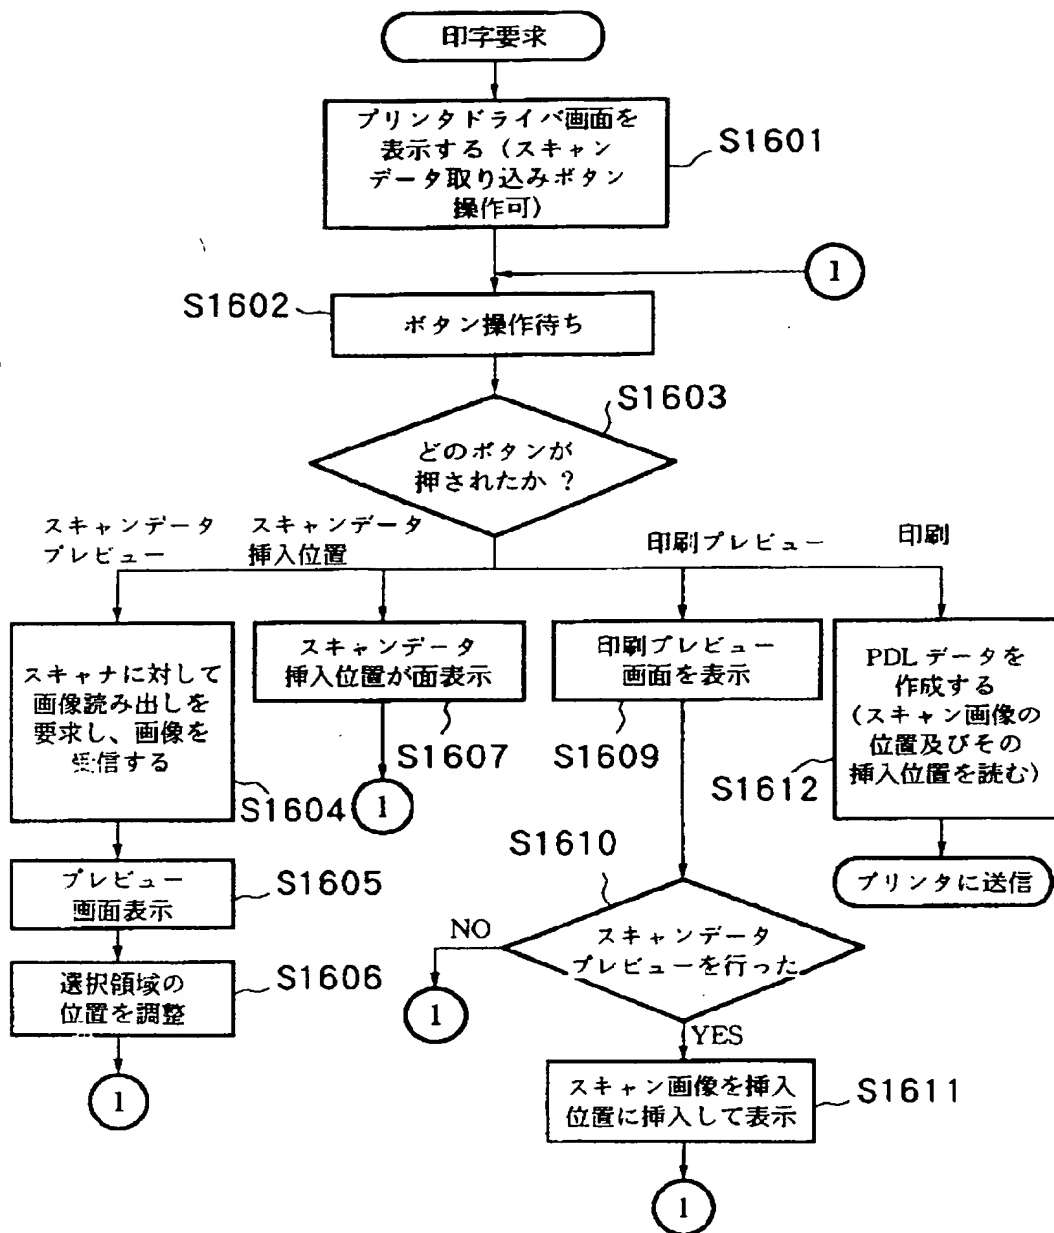 印字要求
プリンタドライバ画面を
表示する（スキャン
データ取り込みボタン
操作可）
S1601
1
S1602
ボタン操作待ち
S1603
どのボタンが
押されたか ？
スキャンデータ
プレビュー
スキャンデータ
挿入位置
印刷プレビュー
印刷
スキャナに対して
画像読み出しを
要求し、画像を
受信する
S1604
スキャンデータ
挿入位置が面表示
S1607
1
印刷プレビュー
画面を表示
S1609
PDL データを
作成する
（スキャン画像の
位置及びその
挿入位置を読む）
S1612
プリンタに送信
プレビュー
画面表示
S1605
選択領域の
位置を調整
S1606
1
S1610
スキャンデータ
プレビューを行った
NO
1
YES
スキャン画像を挿入
位置に挿入して表示
S1611
1